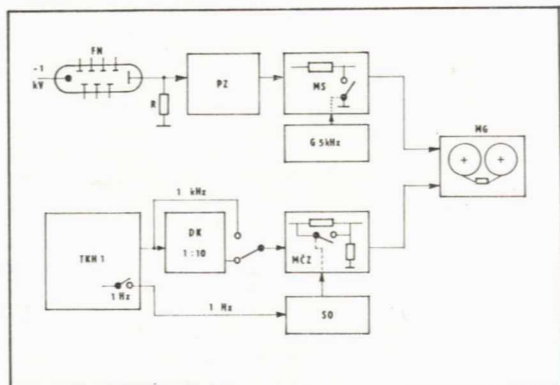 FN
-1
kV
R
PZ
MS
G 5kHz
MG
1 kHz
DK
1:10
TKH 1
1 Hz
1 Hz
MČZ
SO